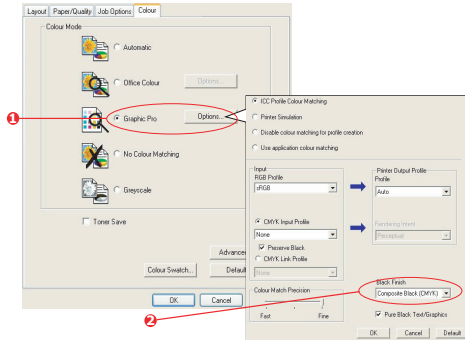 Layout Paper/Quality Job Options Colour
Colour Mode
Automatic
Office Colour Options...
1
Graphic Pro Options...
No Colour Matching
Greyscale
Toner Save
Advance
Colour Swatch... Default
OK Cancel
ICC Profile Colour Matching
Printer Simulation
Disable colour matching for profile creation
Use application colour matching
Input
RGB Profile
sRGB
CMYK Input Profile
None
Preserve Black
CMYK Link Profile
None
Printer Output Profile
Profile
Auto
Rendering Intent
Perceptual
Colour Match Precision
Fast Fine
Black Finish
Composite Black (CMYK)
Pure Black Text/Graphics
2
OK Cancel Default